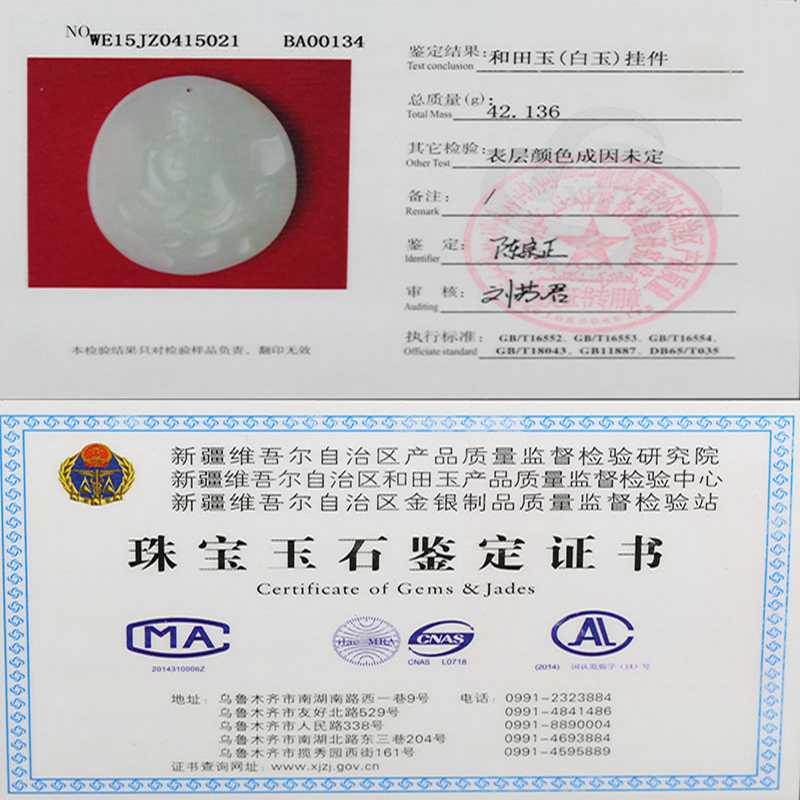 NO WE15JZ0415021 BA00134
鉴定结果: 和田玉(白玉)挂件
Test conclusion
总质量(g): 42.136
Total Mass
其它检验: 表层颜色成因未定
Other Test
备注: /
Remark
鉴 定:
Identifier
审 核:
Auditing
执行标准: GB/T16552、GB/T16553、GB/T16554、
Officiate standard GB/T18043、GB11887、DB65/T035
本检验结果只对检验样品负责，翻印无效
新疆维吾尔自治区产品质量监督检验研究院
新疆维吾尔自治区和田玉产品质量监督检验中心
新疆维吾尔自治区金银制品质量监督检验站
珠宝玉石鉴定证书
Certificate of Gems & Jades
MA
ilac-MRA
CNAS
AL
2014310006Z
CNAS L0718
(2014) 国认监验字 (14) 号
地址: 乌鲁木齐市南湖南路西一巷9号 电话: 0991-2323884
乌鲁木齐市友好北路529号 0991-4841486
乌鲁木齐市人民路338号 0991-8890004
乌鲁木齐市南湖北路东三巷204号 0991-4693884
乌鲁木齐市揽秀园西街161号 0991-4595889
证书查询网址: www.xjzj.gov.cn